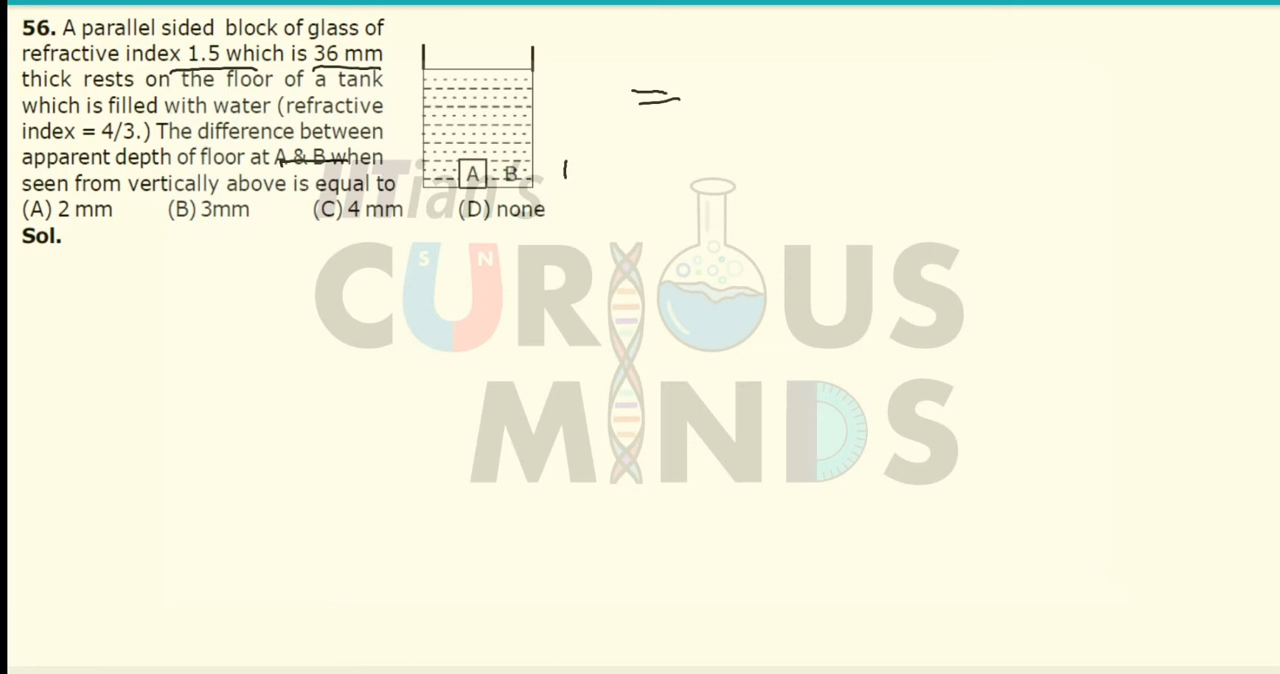 56. A parallel sided block of glass of
refractive index 1.5 which is 36 mm
thick rests on the floor of a tank
which is filled with water (refractive
index = 4/3.) The difference between
apparent depth of floor at A & B when
seen from vertically above is equal to
(A) 2 mm (B) 3mm (C) 4 mm (D) none
Sol.
A B
IITian's
CURIOUS
MINDS
S N